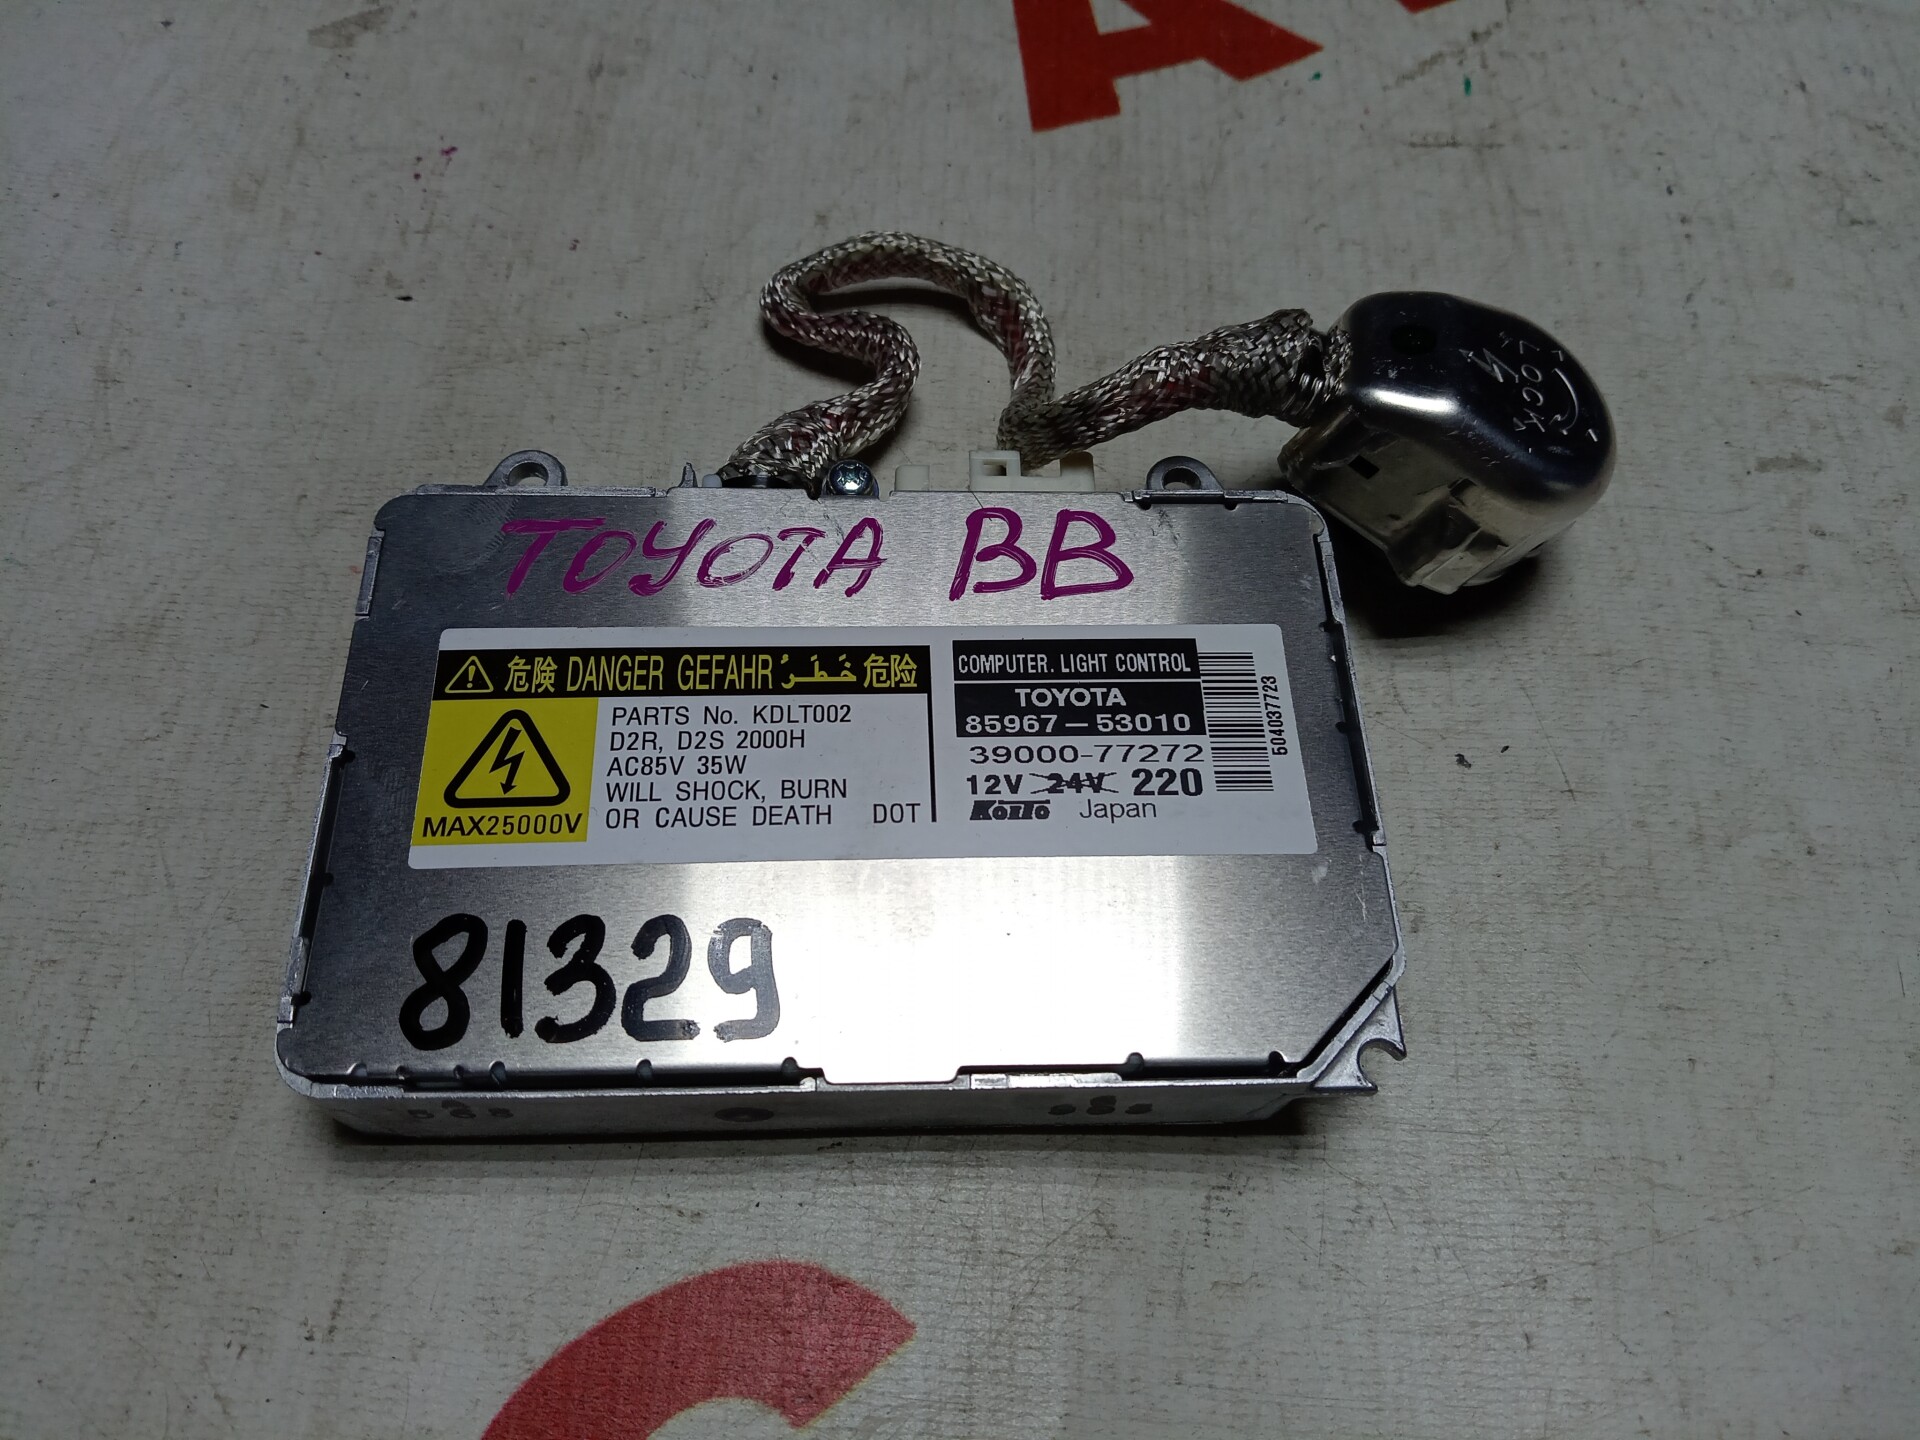 LOCK
TOYOTA BB
危険 DANGER GEFAHR خَطَرٌ 危险
PARTS No. KDLT002
D2R, D2S 2000H
AC85V 35W
WILL SHOCK, BURN
OR CAUSE DEATH DOT
MAX25000V
COMPUTER. LIGHT CONTROL
TOYOTA
85967-53010
39000-77272
12V 24V 220
KOITO Japan
504037723
81329